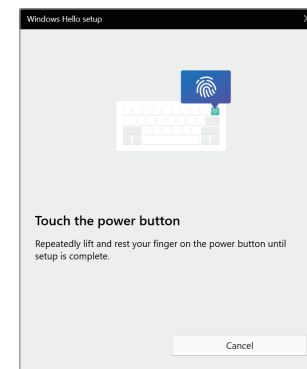 Windows Hello setup
Touch the power button
Repeatedly lift and rest your finger on the power button until
setup is complete.
Cancel